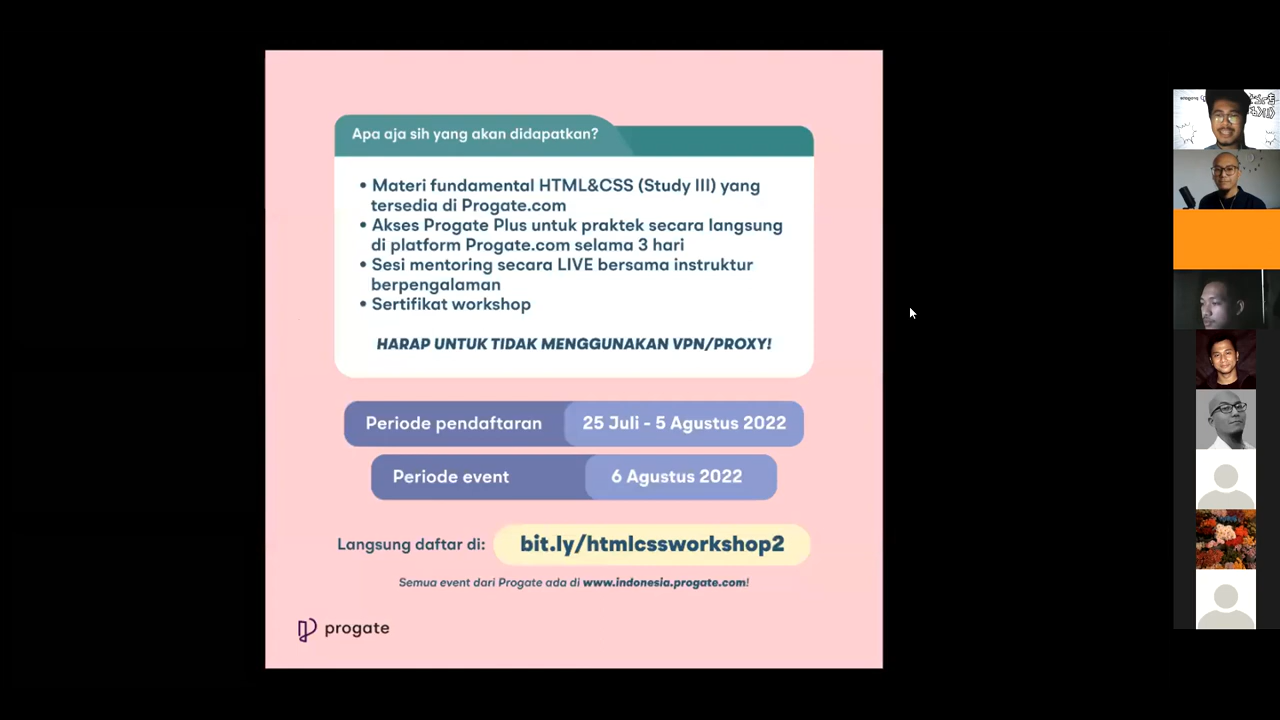 Apa aja sih yang akan didapatkan?
• Materi fundamental HTML&CSS (Study III) yang
tersedia di Progate.com
• Akses Progate Plus untuk praktek secara langsung
di platform Progate.com selama 3 hari
• Sesi mentoring secara LIVE bersama instruktur
berpengalaman
• Sertifikat workshop
HARAP UNTUK TIDAK MENGGUNAKAN VPN/PROXY!
Periode pendaftaran 25 Juli - 5 Agustus 2022
Periode event 6 Agustus 2022
Langsung daftar di: bit.ly/htmlcssworkshop2
Semua event dari Progate ada di www.indonesia.progate.com!
progate